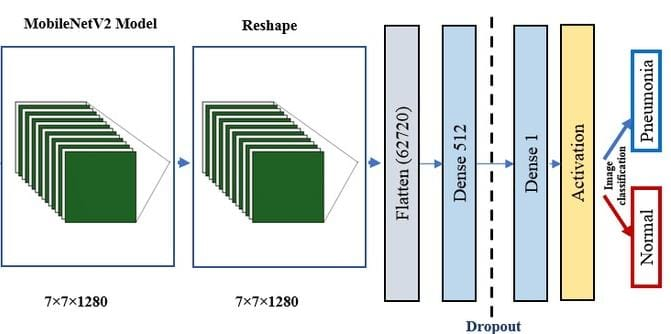 MobileNetV2 Model
Reshape
7×7×1280
7×7×1280
Flatten (62720)
Dense 512
Dropout
Dense 1
Activation
Image
classification
Pneumonia
Normal